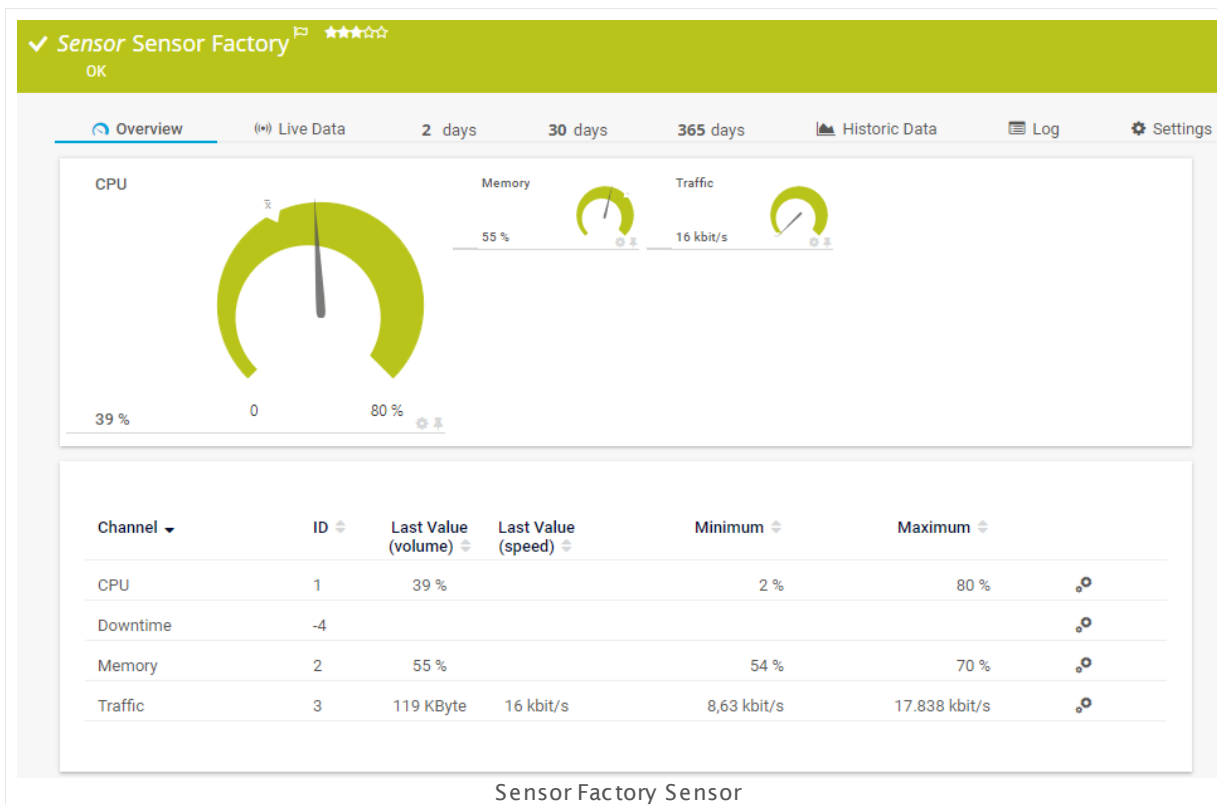 Sensor Sensor Factory
OK
Overview
Live Data
2 days
30 days
365 days
Historic Data
Log
Settings
CPU
x̄
39 %
0
80 %
Memory
55 %
Traffic
16 kbit/s
Channel ID Last Value (volume) Last Value (speed) Minimum Maximum
CPU 1 39 % 2 % 80 %
Downtime -4
Memory 2 55 % 54 % 70 %
Traffic 3 119 KByte 16 kbit/s 8,63 kbit/s 17.838 kbit/s
Sensor Factory Sensor